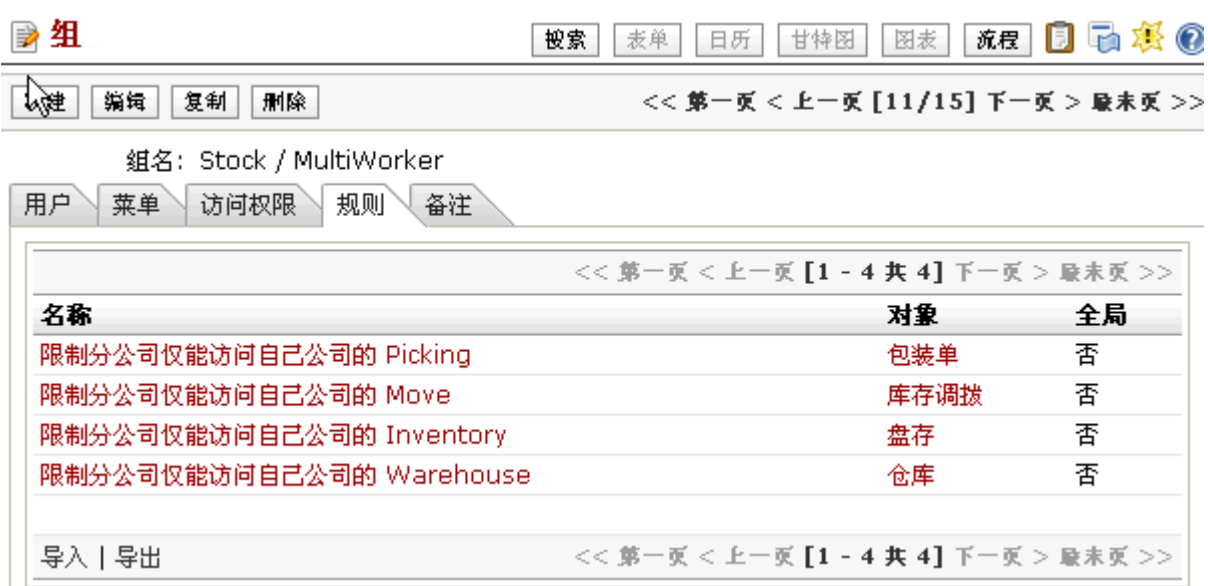 组 搜索 表单 日历 甘特图 图表 流程
建 编辑 复制 删除 << 第一页 < 上一页 [11/15] 下一页 > 最末页 >>
组名: Stock / MultiWorker
用户 菜单 访问权限 规则 备注
<< 第一页 < 上一页 [1 - 4 共 4] 下一页 > 最末页 >>
名称 对象 全局
限制分公司仅能访问自己公司的 Picking 包装单 否
限制分公司仅能访问自己公司的 Move 库存调拨 否
限制分公司仅能访问自己公司的 Inventory 盘存 否
限制分公司仅能访问自己公司的 Warehouse 仓库 否
导入 | 导出 << 第一页 < 上一页 [1 - 4 共 4] 下一页 > 最末页 >>